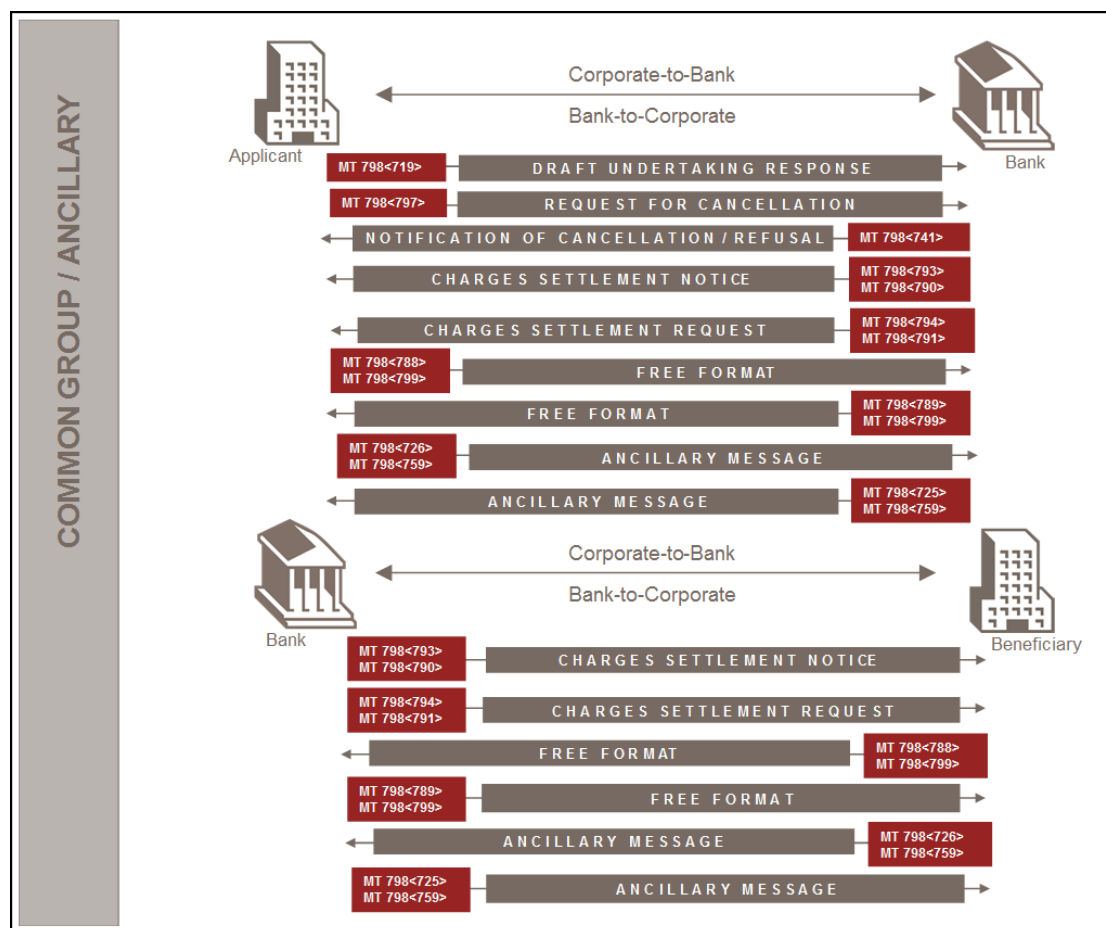 COMMON GROUP / ANCILLARY
Corporate-to-Bank
Bank-to-Corporate
Applicant
Bank
MT 798<719>
DRAFT UNDERTAKING RESPONSE
MT 798<797>
REQUEST FOR CANCELLATION
NOTIFICATION OF CANCELLATION / REFUSAL
MT 798<741>
CHARGES SETTLEMENT NOTICE
MT 798<793>
MT 798<790>
CHARGES SETTLEMENT REQUEST
MT 798<794>
MT 798<791>
MT 798<788>
MT 798<799>
FREE FORMAT
FREE FORMAT
MT 798<789>
MT 798<799>
MT 798<726>
MT 798<759>
ANCILLARY MESSAGE
ANCILLARY MESSAGE
MT 798<725>
MT 798<759>
Corporate-to-Bank
Bank-to-Corporate
Bank
Beneficiary
MT 798<793>
MT 798<790>
CHARGES SETTLEMENT NOTICE
MT 798<794>
MT 798<791>
CHARGES SETTLEMENT REQUEST
FREE FORMAT
MT 798<788>
MT 798<799>
MT 798<789>
MT 798<799>
FREE FORMAT
ANCILLARY MESSAGE
MT 798<726>
MT 798<759>
MT 798<725>
MT 798<759>
ANCILLARY MESSAGE